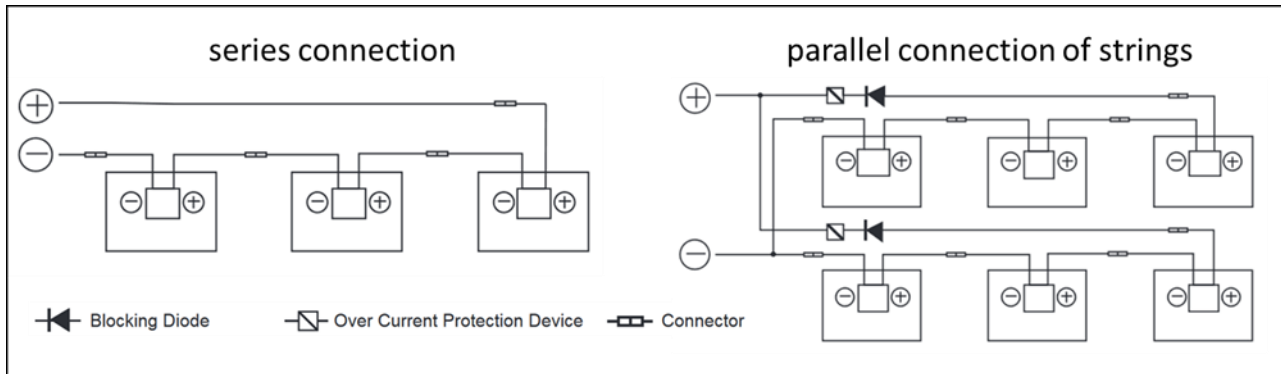 series connection
parallel connection of strings
+
−
− + − + − +
+
− + − + − +
−
− + − + − +
Blocking Diode
Over Current Protection Device
Connector